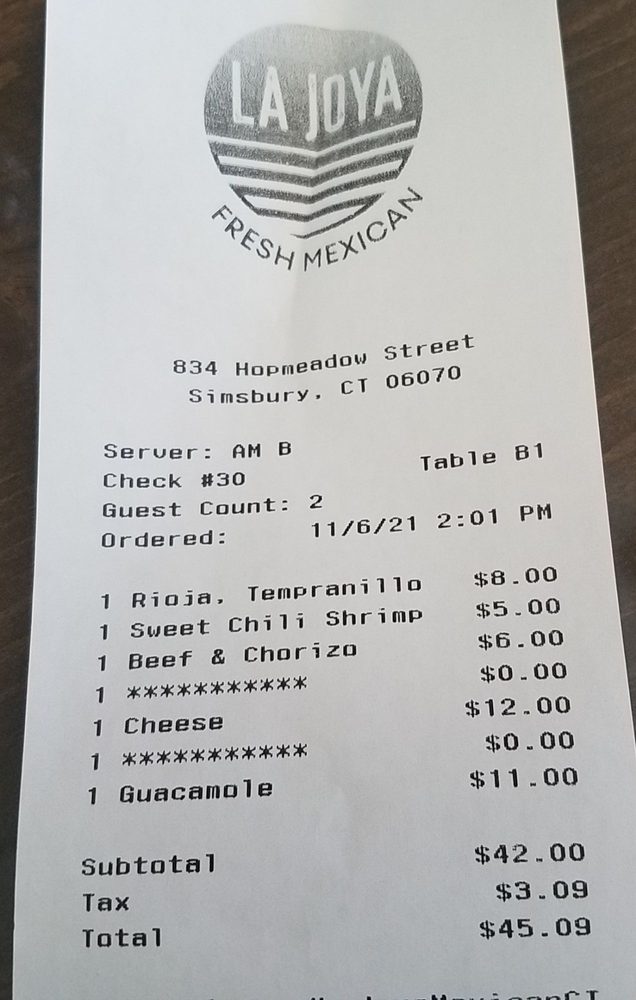 LA JOYA
FRESH MEXICAN
834 Hopmeadow Street
Simsbury, CT 06070
Server: AM B
Check #30 Table B1
Guest Count: 2
Ordered: 11/6/21 2:01 PM
1 Rioja, Tempranillo $8.00
1 Sweet Chili Shrimp $5.00
1 Beef & Chorizo $6.00
1 *********** $0.00
1 Cheese $12.00
1 *********** $0.00
1 Guacamole $11.00
Subtotal $42.00
Tax $3.09
Total $45.09